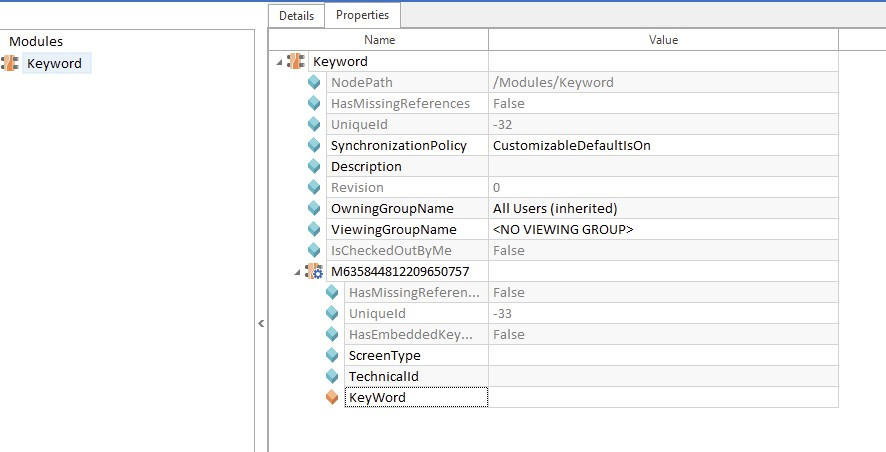 Details
Properties
Modules
Keyword
Name
Value
Keyword
NodePath /Modules/Keyword
HasMissingReferences False
UniqueId -32
SynchronizationPolicy CustomizableDefaultIsOn
Description
Revision 0
OwningGroupName All Users (inherited)
ViewingGroupName <NO VIEWING GROUP>
IsCheckedOutByMe False
M635844812209650757
HasMissingReferen... False
UniqueId -33
HasEmbeddedKey... False
ScreenType
TechnicalId
KeyWord